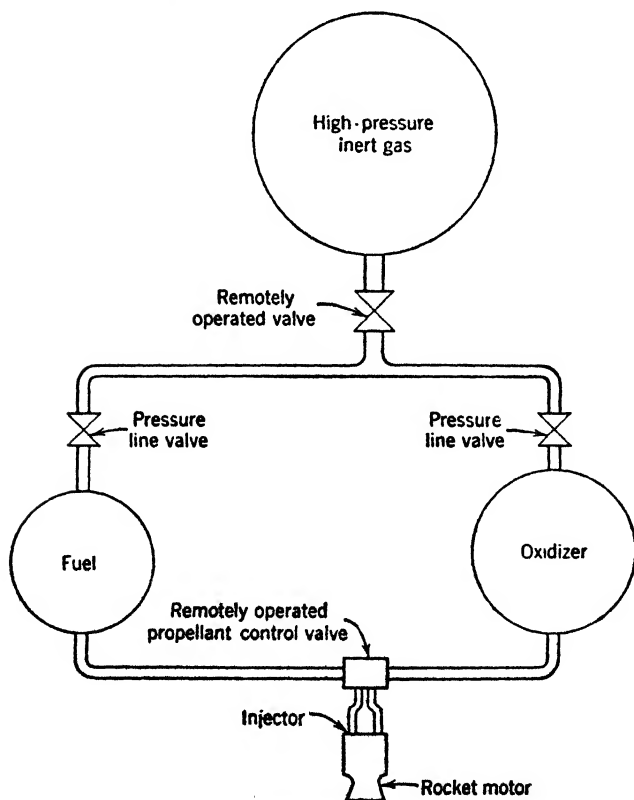 High-pressure
inert gas
Remotely
operated valve
Pressure
line valve
Pressure
line valve
Fuel
Oxidizer
Remotely operated
propellant control valve
Injector
Rocket motor